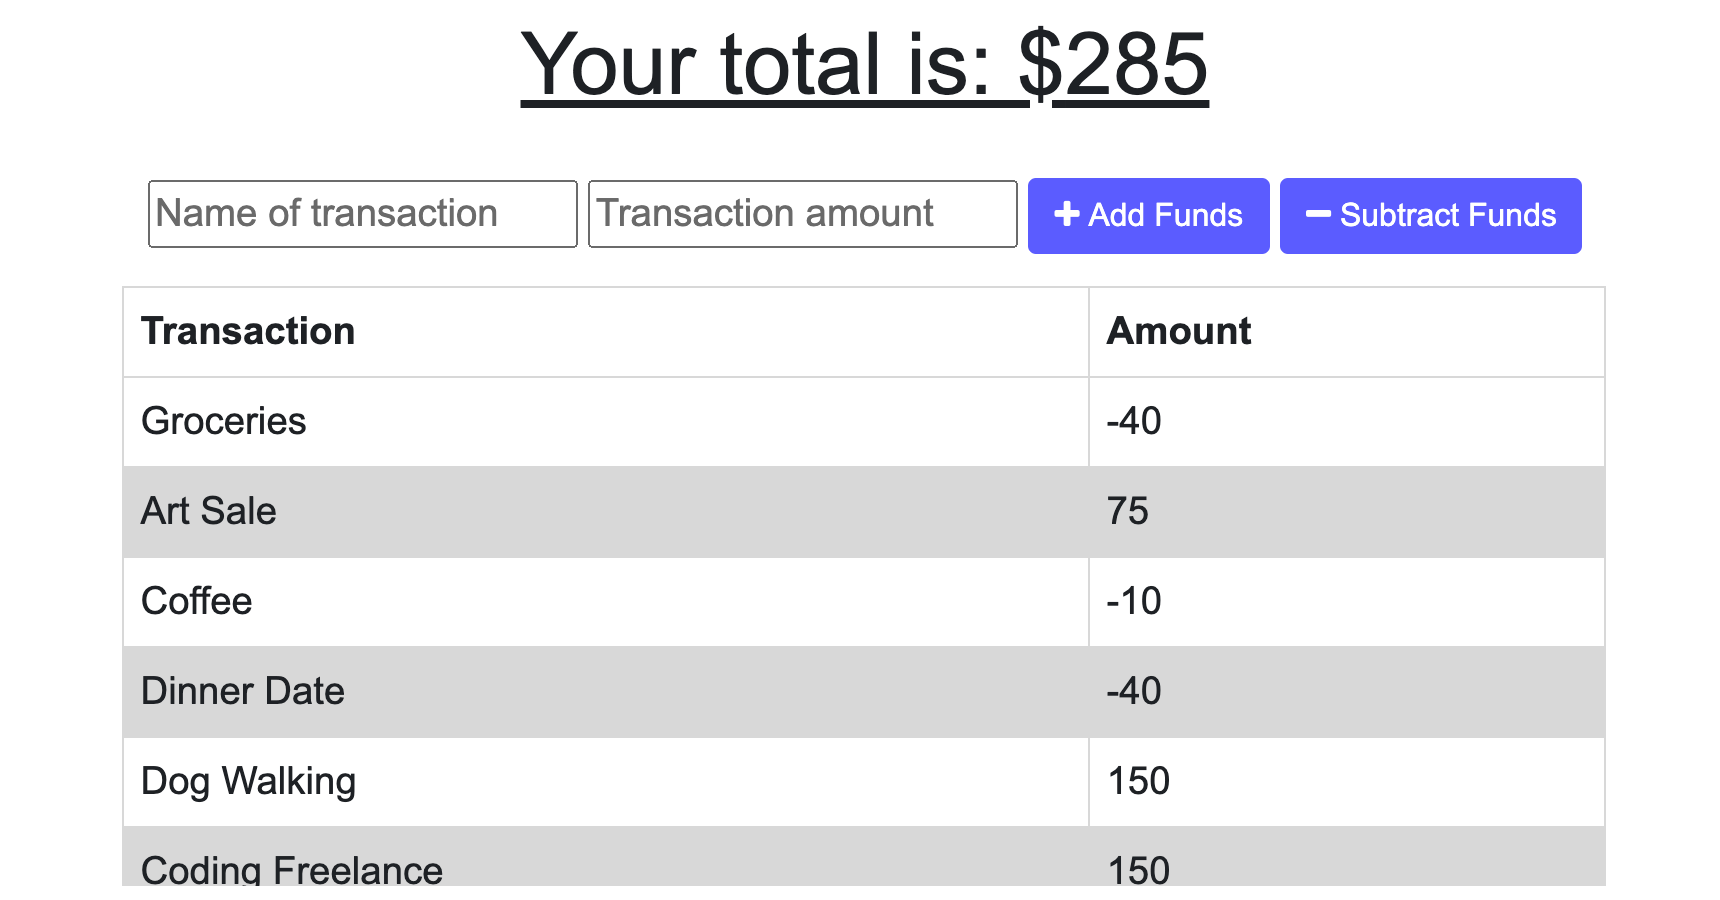 Your total is: $285
Name of transaction Transaction amount Add Funds Subtract Funds
Transaction Amount
Groceries -40
Art Sale 75
Coffee -10
Dinner Date -40
Dog Walking 150
Coding Freelance 150